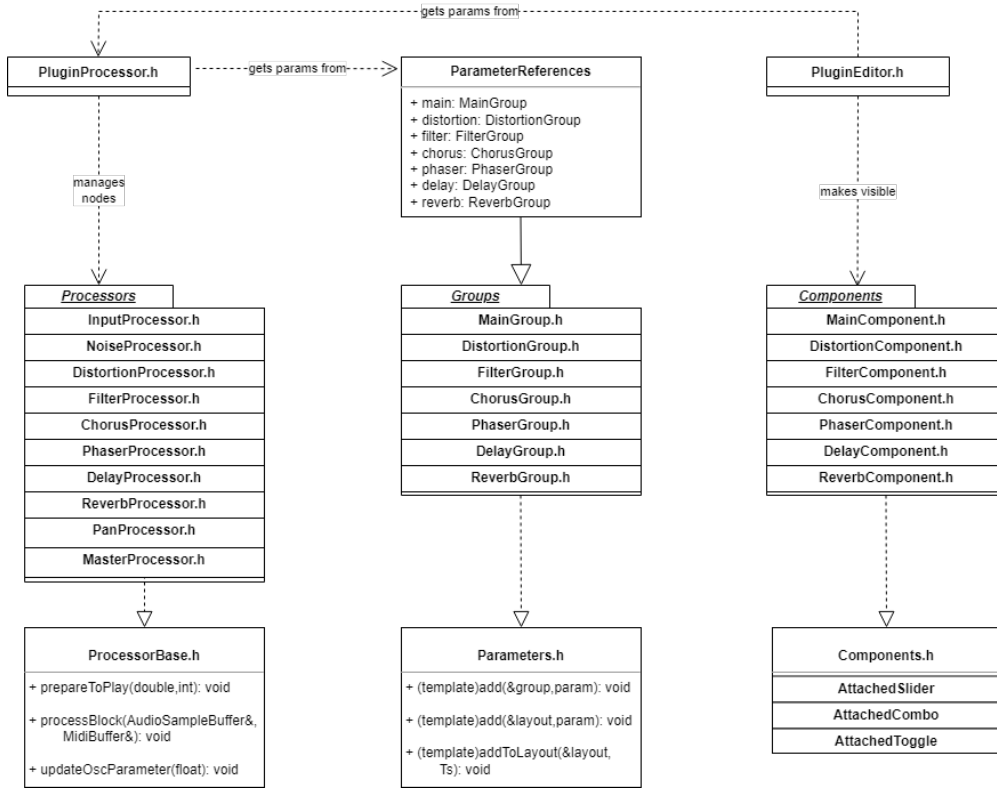 gets params from
PluginProcessor.h
gets params from
ParameterReferences
+ main: MainGroup
+ distortion: DistortionGroup
+ filter: FilterGroup
+ chorus: ChorusGroup
+ phaser: PhaserGroup
+ delay: DelayGroup
+ reverb: ReverbGroup
PluginEditor.h
manages
nodes
makes visible
Processors
InputProcessor.h
NoiseProcessor.h
DistortionProcessor.h
FilterProcessor.h
ChorusProcessor.h
PhaserProcessor.h
DelayProcessor.h
ReverbProcessor.h
PanProcessor.h
MasterProcessor.h
Groups
MainGroup.h
DistortionGroup.h
FilterGroup.h
ChorusGroup.h
PhaserGroup.h
DelayGroup.h
ReverbGroup.h
Components
MainComponent.h
DistortionComponent.h
FilterComponent.h
ChorusComponent.h
PhaserComponent.h
DelayComponent.h
ReverbComponent.h
ProcessorBase.h
+ prepareToPlay(double,int): void
+ processBlock(AudioSampleBuffer&,
MidiBuffer&): void
+ updateOscParameter(float): void
Parameters.h
+ (template)add(&group,param): void
+ (template)add(&layout,param): void
+ (template)addToLayout(&layout,
Ts): void
Components.h
AttachedSlider
AttachedCombo
AttachedToggle